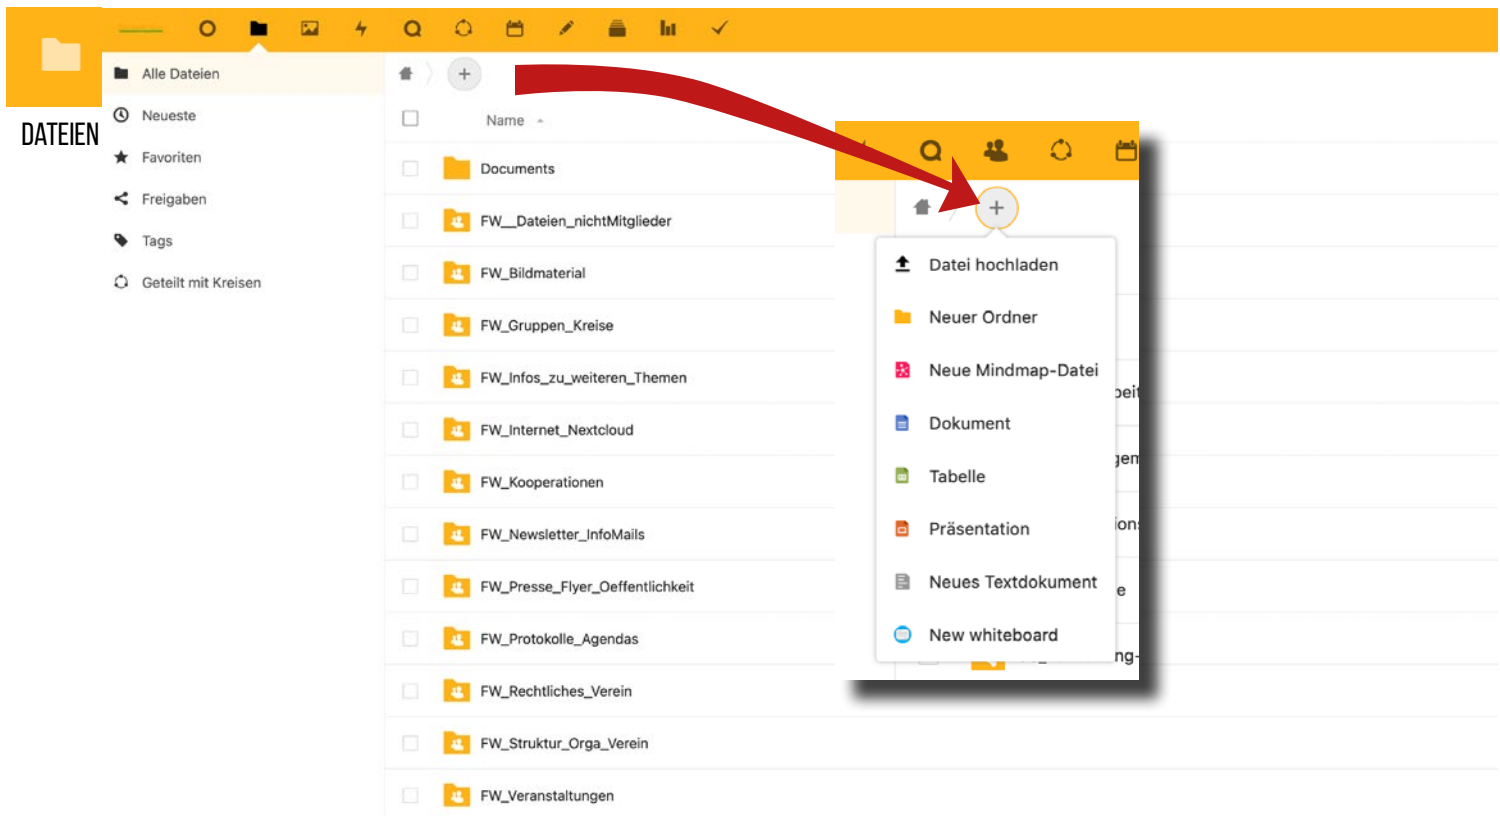 DATEIEN
Alle Dateien
Neueste
Favoriten
Freigaben
Tags
Geteilt mit Kreisen
Name
Documents
FW__Dateien_nichtMitglieder
FW_Bildmaterial
FW_Gruppen_Kreise
FW_Infos_zu_weiteren_Themen
FW_Internet_Nextcloud
FW_Kooperationen
FW_Newsletter_InfoMails
FW_Presse_Flyer_Oeffentlichkeit
FW_Protokolle_Agendas
FW_Rechtliches_Verein
FW_Struktur_Orga_Verein
FW_Veranstaltungen
Datei hochladen
Neuer Ordner
Neue Mindmap-Datei
Dokument
Tabelle
Präsentation
Neues Textdokument
New whiteboard